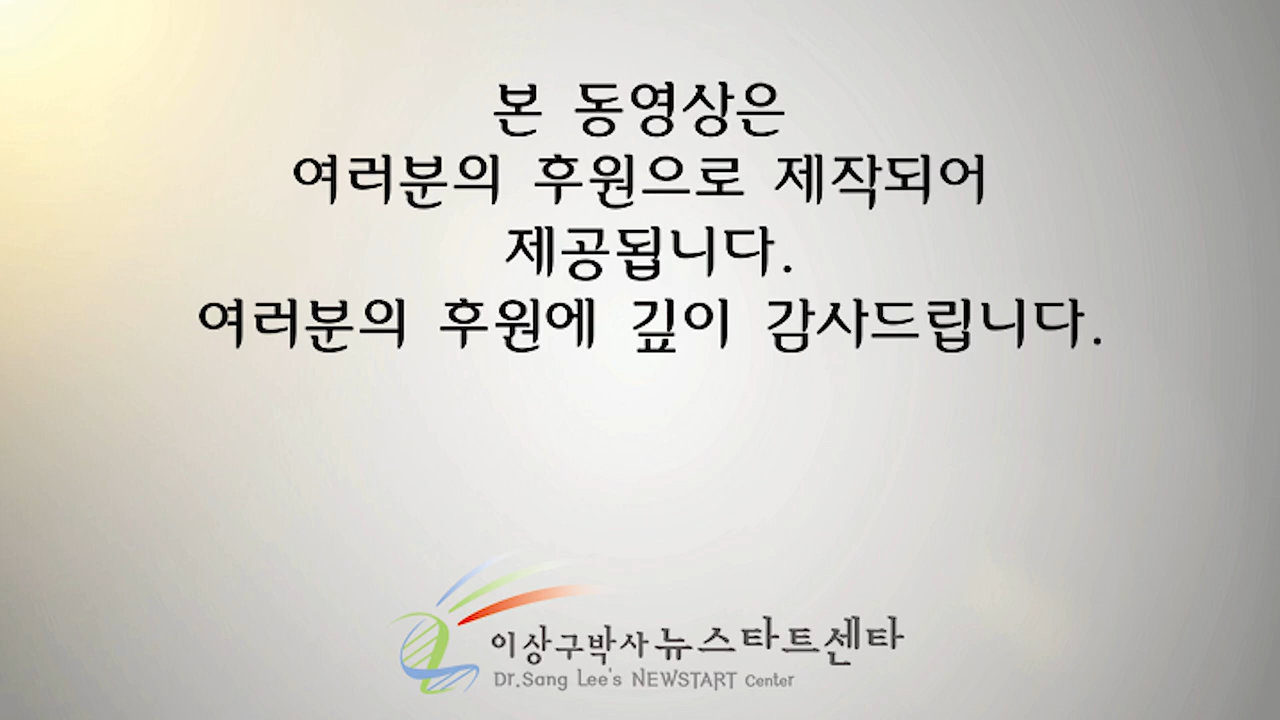 본 동영상은
여러분의 후원으로 제작되어
제공됩니다.
여러분의 후원에 깊이 감사드립니다.
이상구박사 뉴스타트센타
Dr.Sang Lee's NEWSTART Center